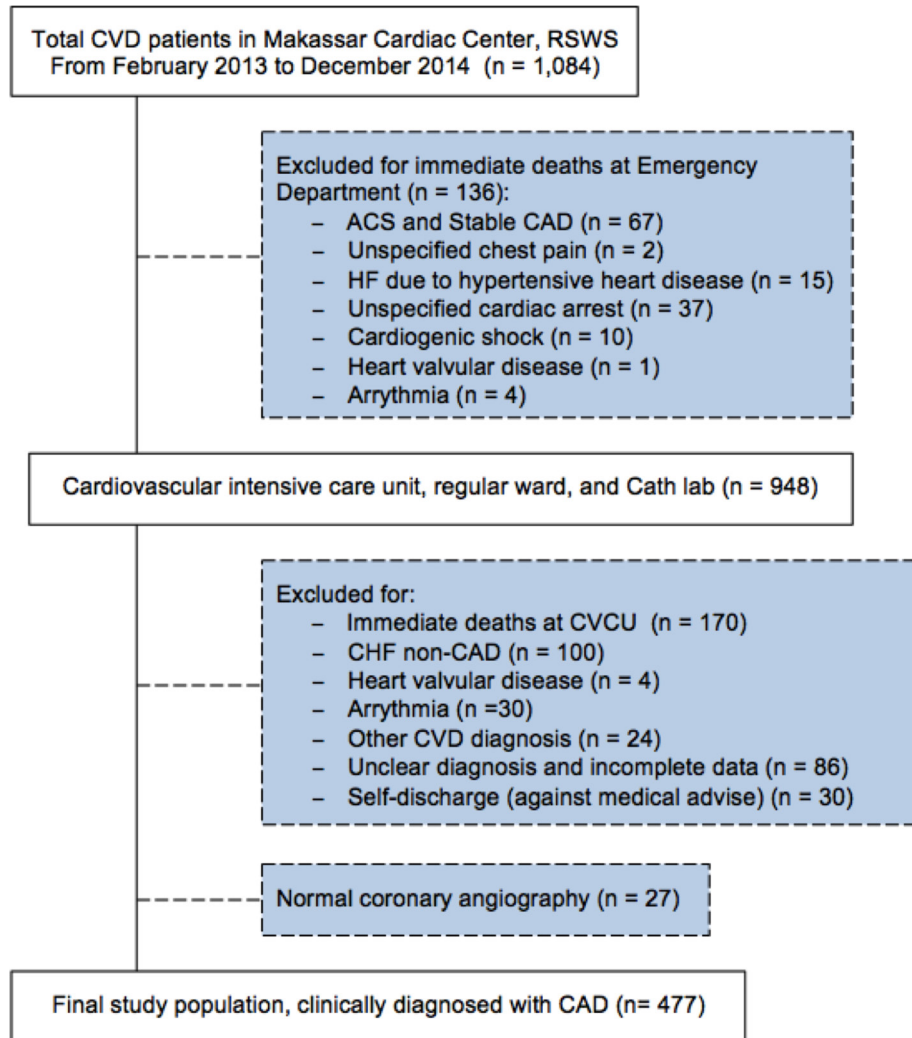 Total CVD patients in Makassar Cardiac Center, RSWS
From February 2013 to December 2014 (n = 1,084)
Excluded for immediate deaths at Emergency
Department (n = 136):
– ACS and Stable CAD (n = 67)
– Unspecified chest pain (n = 2)
– HF due to hypertensive heart disease (n = 15)
– Unspecified cardiac arrest (n = 37)
– Cardiogenic shock (n = 10)
– Heart valvular disease (n = 1)
– Arrythmia (n = 4)
Cardiovascular intensive care unit, regular ward, and Cath lab (n = 948)
Excluded for:
– Immediate deaths at CVCU (n = 170)
– CHF non-CAD (n = 100)
– Heart valvular disease (n = 4)
– Arrythmia (n =30)
– Other CVD diagnosis (n = 24)
– Unclear diagnosis and incomplete data (n = 86)
– Self-discharge (against medical advise) (n = 30)
Normal coronary angiography (n = 27)
Final study population, clinically diagnosed with CAD (n= 477)